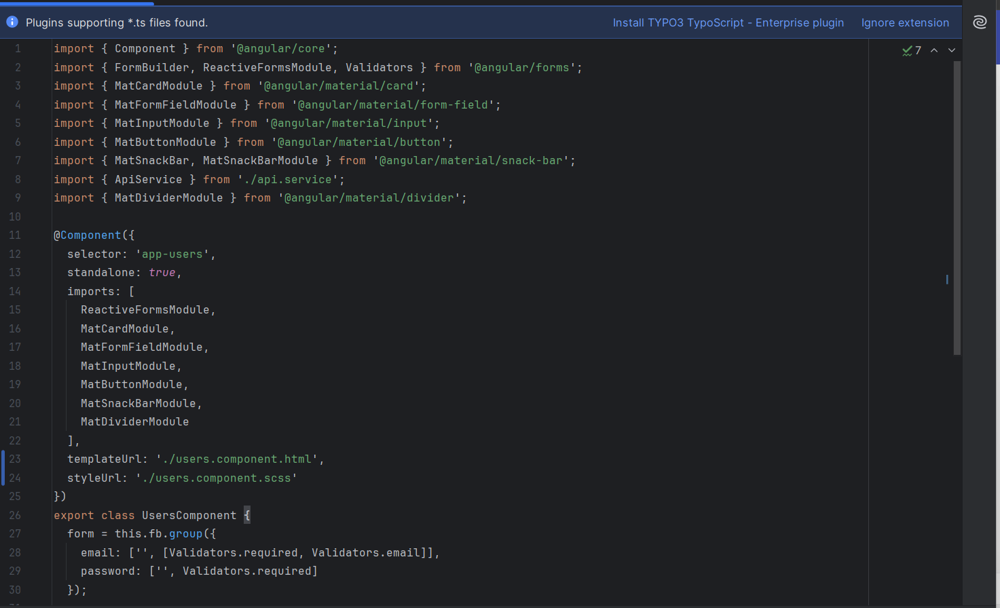 Plugins supporting *.ts files found. Install TYPO3 TypoScript - Enterprise plugin Ignore extension
7
1 import { Component } from '@angular/core';
2 import { FormBuilder, ReactiveFormsModule, Validators } from '@angular/forms';
3 import { MatCardModule } from '@angular/material/card';
4 import { MatFormFieldModule } from '@angular/material/form-field';
5 import { MatInputModule } from '@angular/material/input';
6 import { MatButtonModule } from '@angular/material/button';
7 import { MatSnackBar, MatSnackBarModule } from '@angular/material/snack-bar';
8 import { ApiService } from './api.service';
9 import { MatDividerModule } from '@angular/material/divider';
10
11 @Component({
12   selector: 'app-users',
13   standalone: true,
14   imports: [
15     ReactiveFormsModule,
16     MatCardModule,
17     MatFormFieldModule,
18     MatInputModule,
19     MatButtonModule,
20     MatSnackBarModule,
21     MatDividerModule
22   ],
23   templateUrl: './users.component.html',
24   styleUrl: './users.component.scss'
25 })
26 export class UsersComponent {
27   form = this.fb.group({
28     email: ['', [Validators.required, Validators.email]],
29     password: ['', Validators.required]
30   });